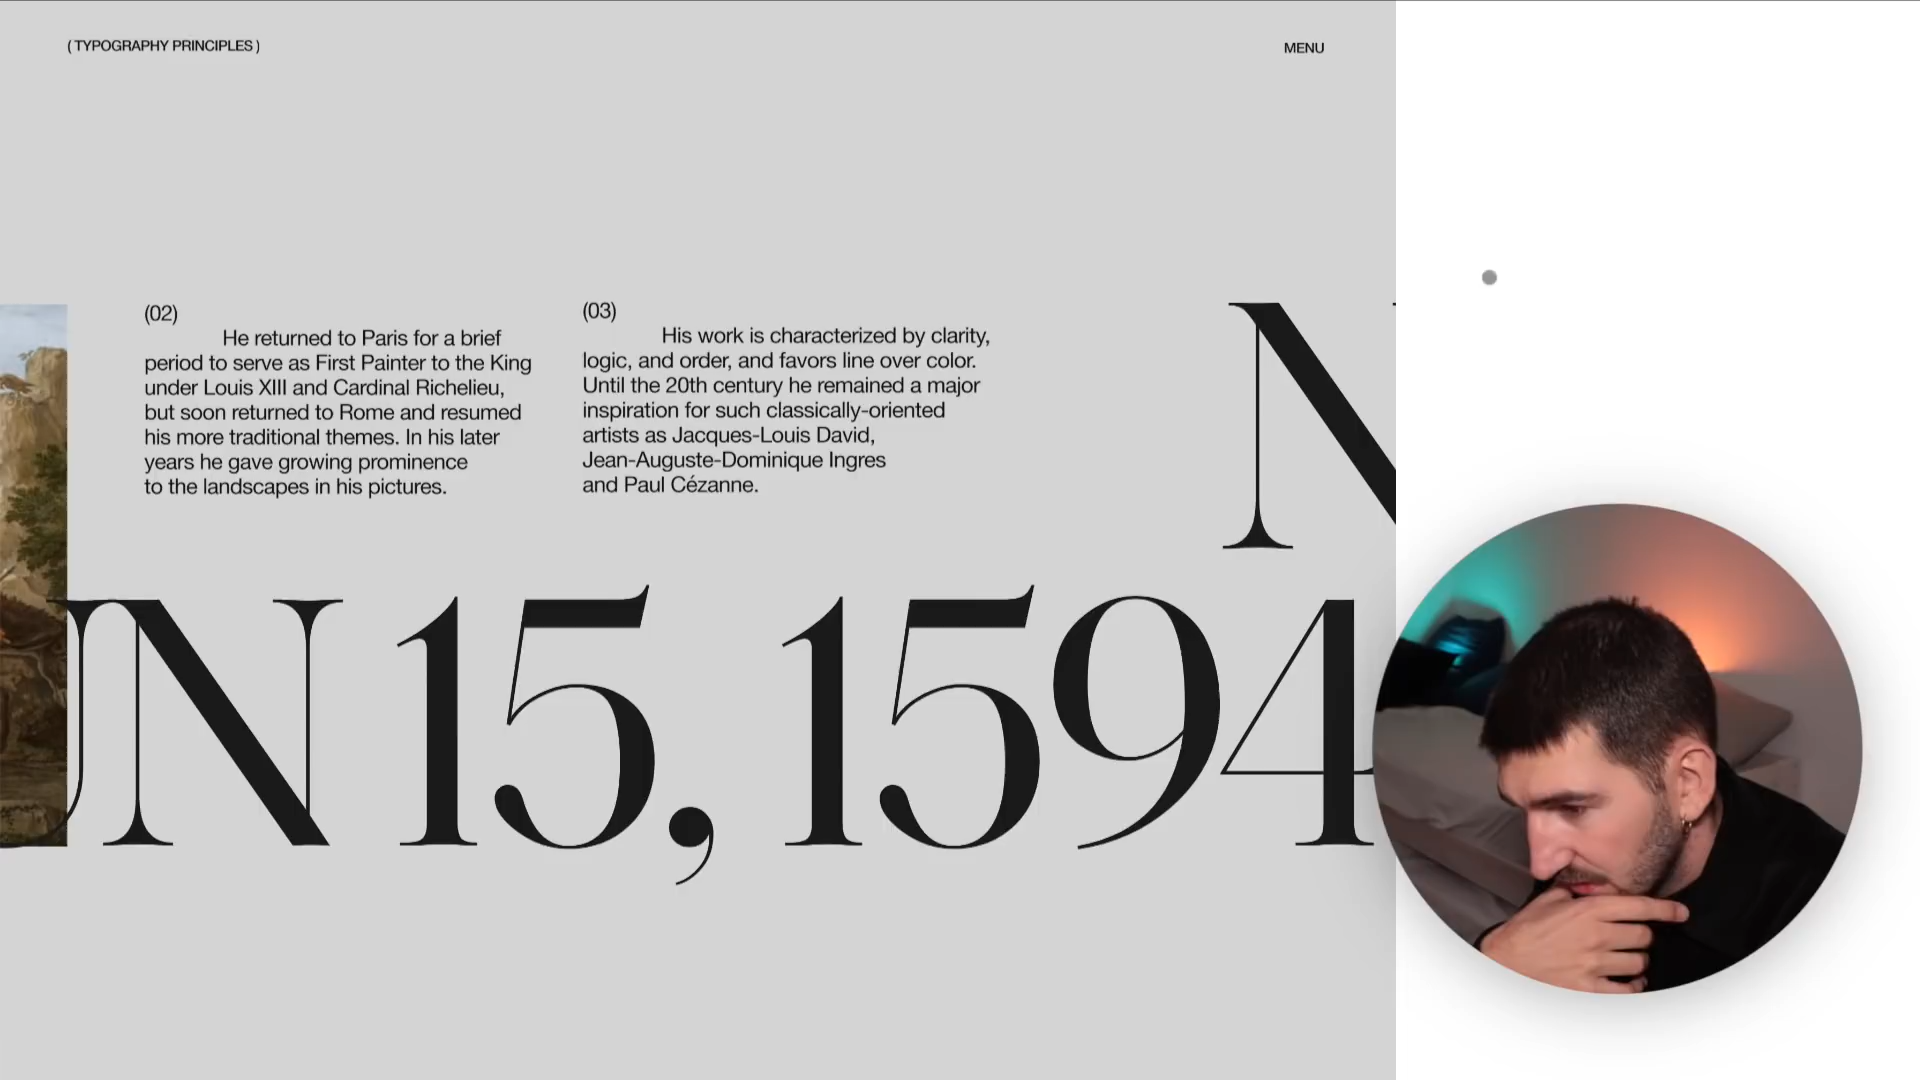 ( TYPOGRAPHY PRINCIPLES )
MENU
(02)
He returned to Paris for a brief
period to serve as First Painter to the King
under Louis XIII and Cardinal Richelieu,
but soon returned to Rome and resumed
his more traditional themes. In his later
years he gave growing prominence
to the landscapes in his pictures.
(03)
His work is characterized by clarity,
logic, and order, and favors line over color.
Until the 20th century he remained a major
inspiration for such classically-oriented
artists as Jacques-Louis David,
Jean-Auguste-Dominique Ingres
and Paul Cézanne.
N
UN 15, 1594